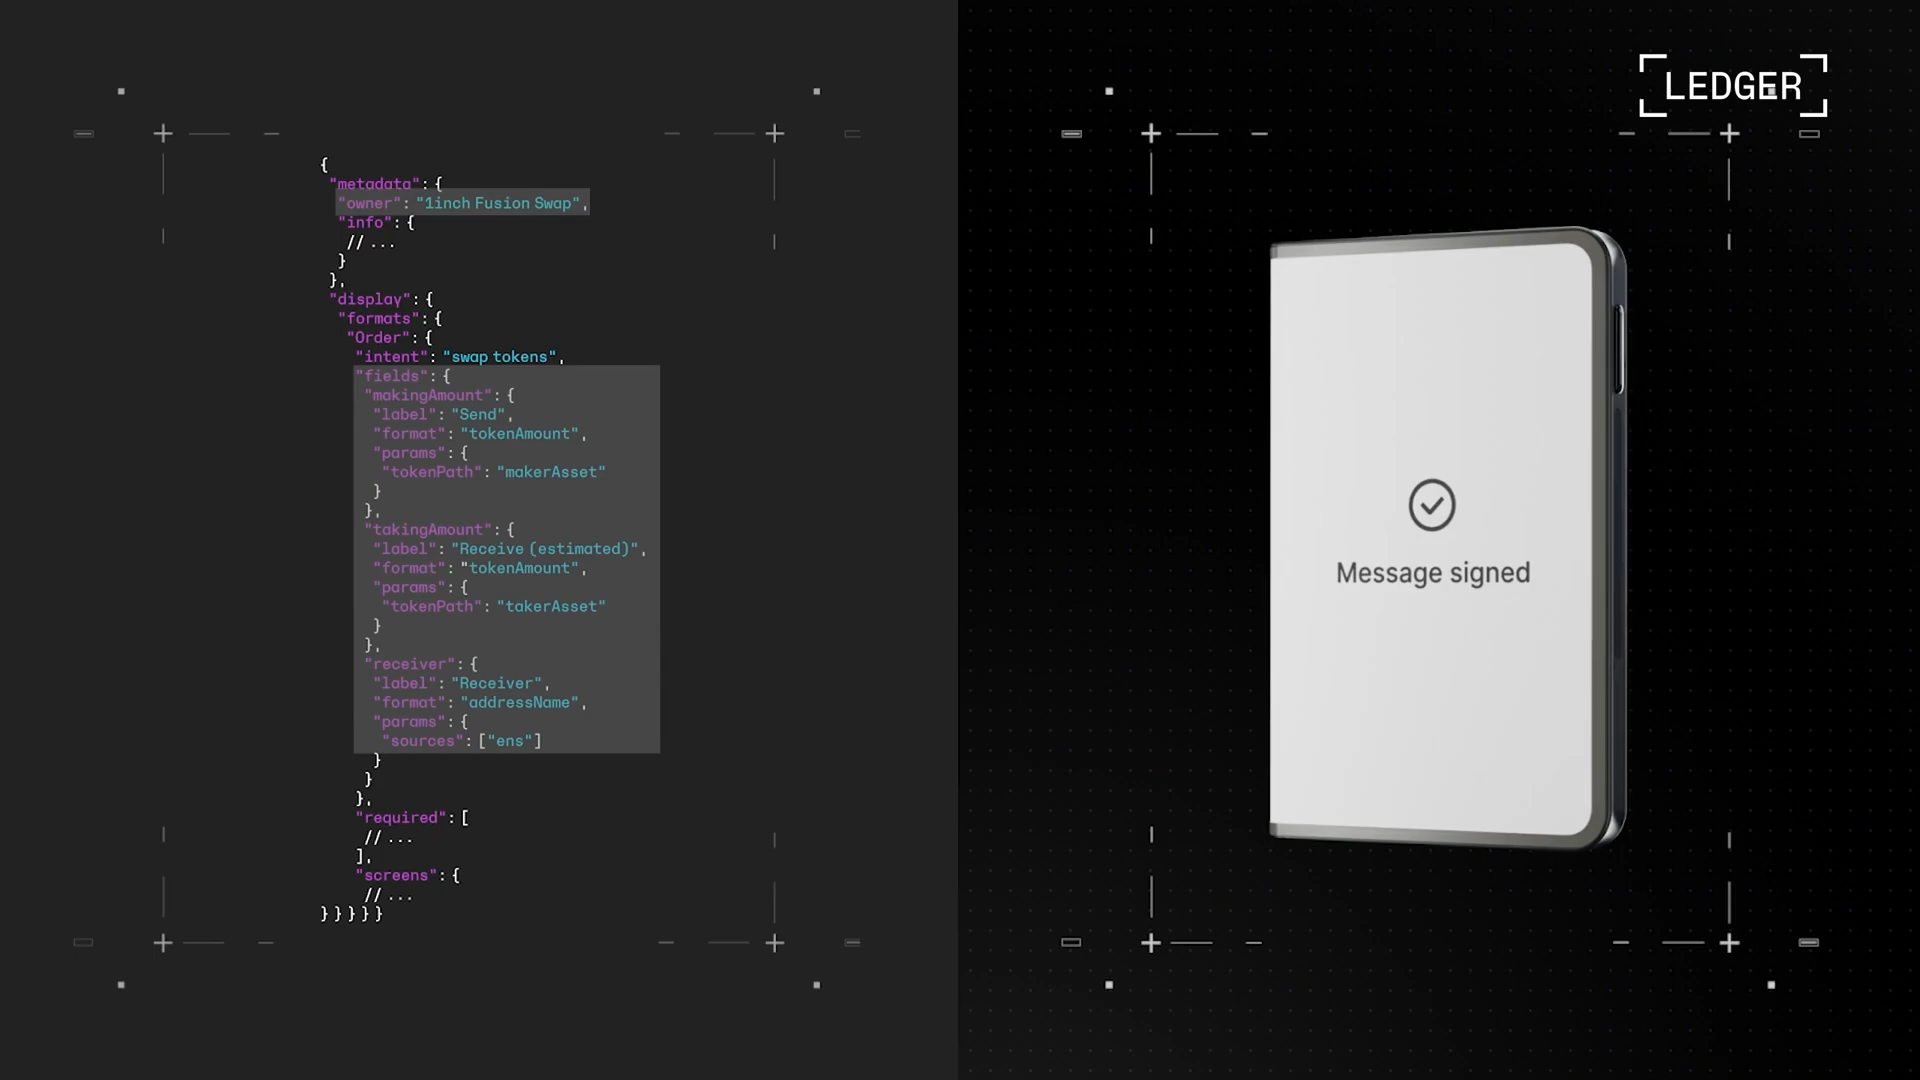 {
"metadata": {
"owner": "1inch Fusion Swap",
"info": {
// ...
}
},
"display": {
"formats": {
"Order": {
"intent": "swap tokens",
"fields": {
"makingAmount": {
"label": "Send",
"format": "tokenAmount",
"params": {
"tokenPath": "makerAsset"
}
},
"takingAmount": {
"label": "Receive (estimated)",
"format": "tokenAmount",
"params": {
"tokenPath": "takerAsset"
}
},
"receiver": {
"label": "Receiver",
"format": "addressName",
"params": {
"sources": ["ens"]
}
}
},
"required": [
// ...
],
"screens": {
// ...
} } } } }
LEDGER
Message signed